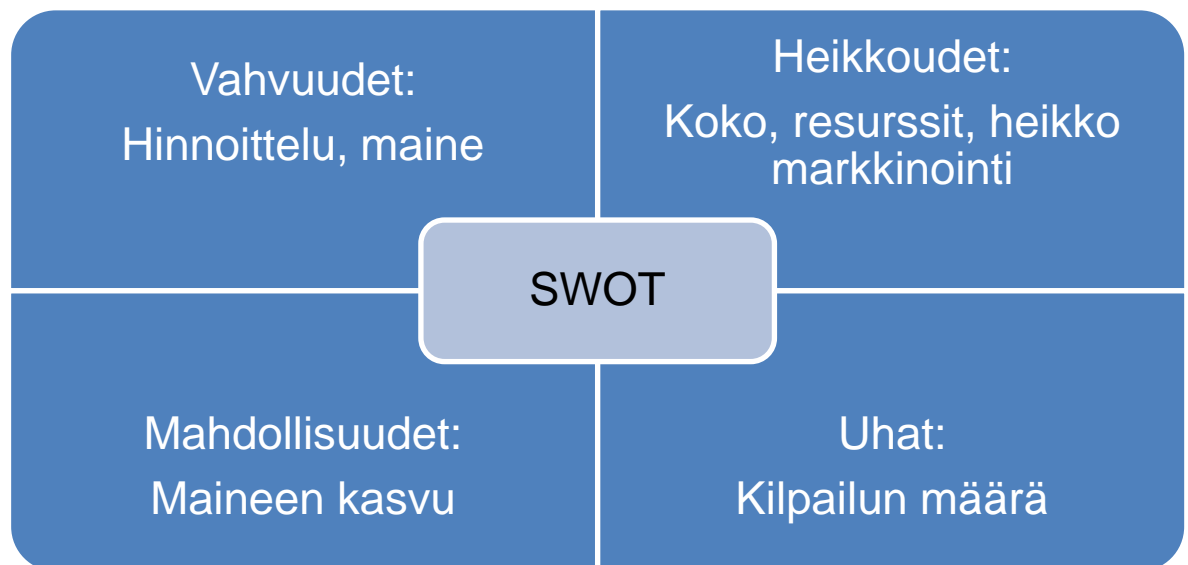 Vahvuudet:
Hinnoittelu, maine
Heikkoudet:
Koko, resurssit, heikko
markkinointi
SWOT
Mahdollisuudet:
Maineen kasvu
Uhat:
Kilpailun määrä